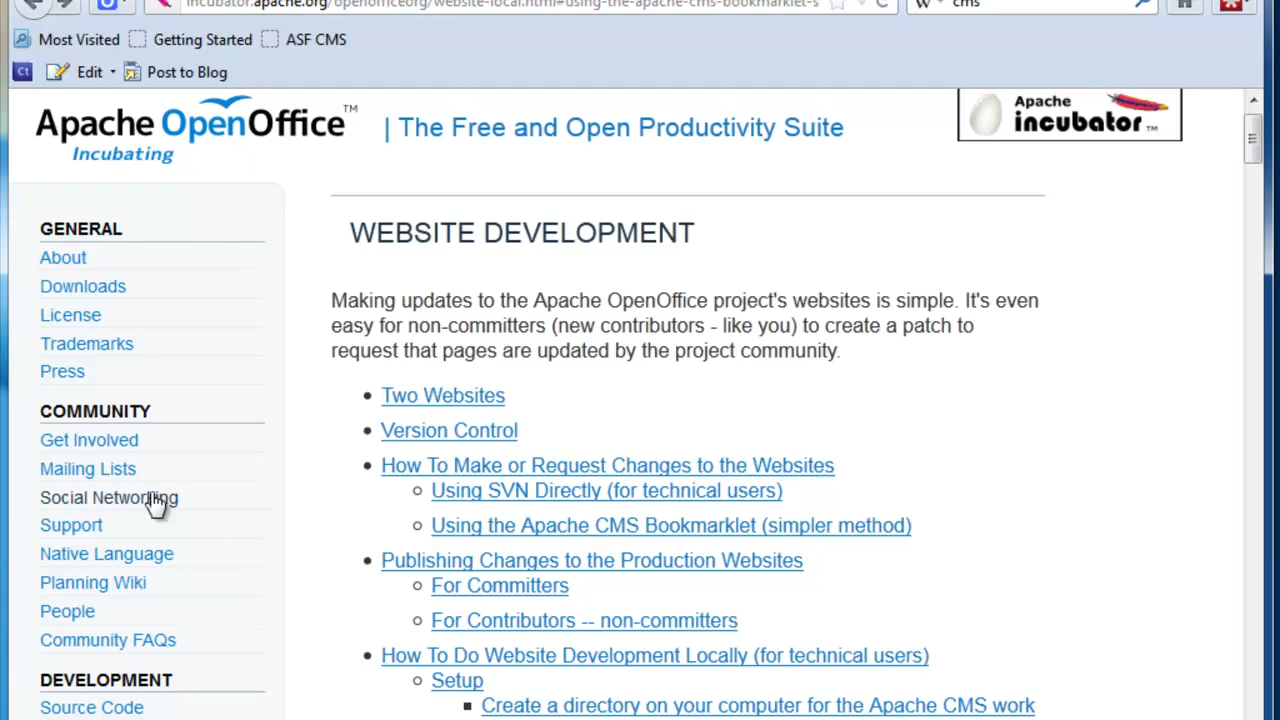 incubator.apache.org/openofficeorg/website-local.html#using-the-apache-cms-bookmarklet-s
W
cms
Most Visited
Getting Started
ASF CMS
Ct
Edit
Post to Blog
Apache OpenOffice™
Incubating
| The Free and Open Productivity Suite
Apache
incubator™
GENERAL
About
Downloads
License
Trademarks
Press
COMMUNITY
Get Involved
Mailing Lists
Social Networking
Support
Native Language
Planning Wiki
People
Community FAQs
DEVELOPMENT
Source Code
WEBSITE DEVELOPMENT
Making updates to the Apache OpenOffice project's websites is simple. It's even
easy for non-committers (new contributors - like you) to create a patch to
request that pages are updated by the project community.
• Two Websites
• Version Control
• How To Make or Request Changes to the Websites
Using SVN Directly (for technical users)
Using the Apache CMS Bookmarklet (simpler method)
• Publishing Changes to the Production Websites
For Committers
For Contributors -- non-committers
• How To Do Website Development Locally (for technical users)
Setup
Create a directory on your computer for the Apache CMS work